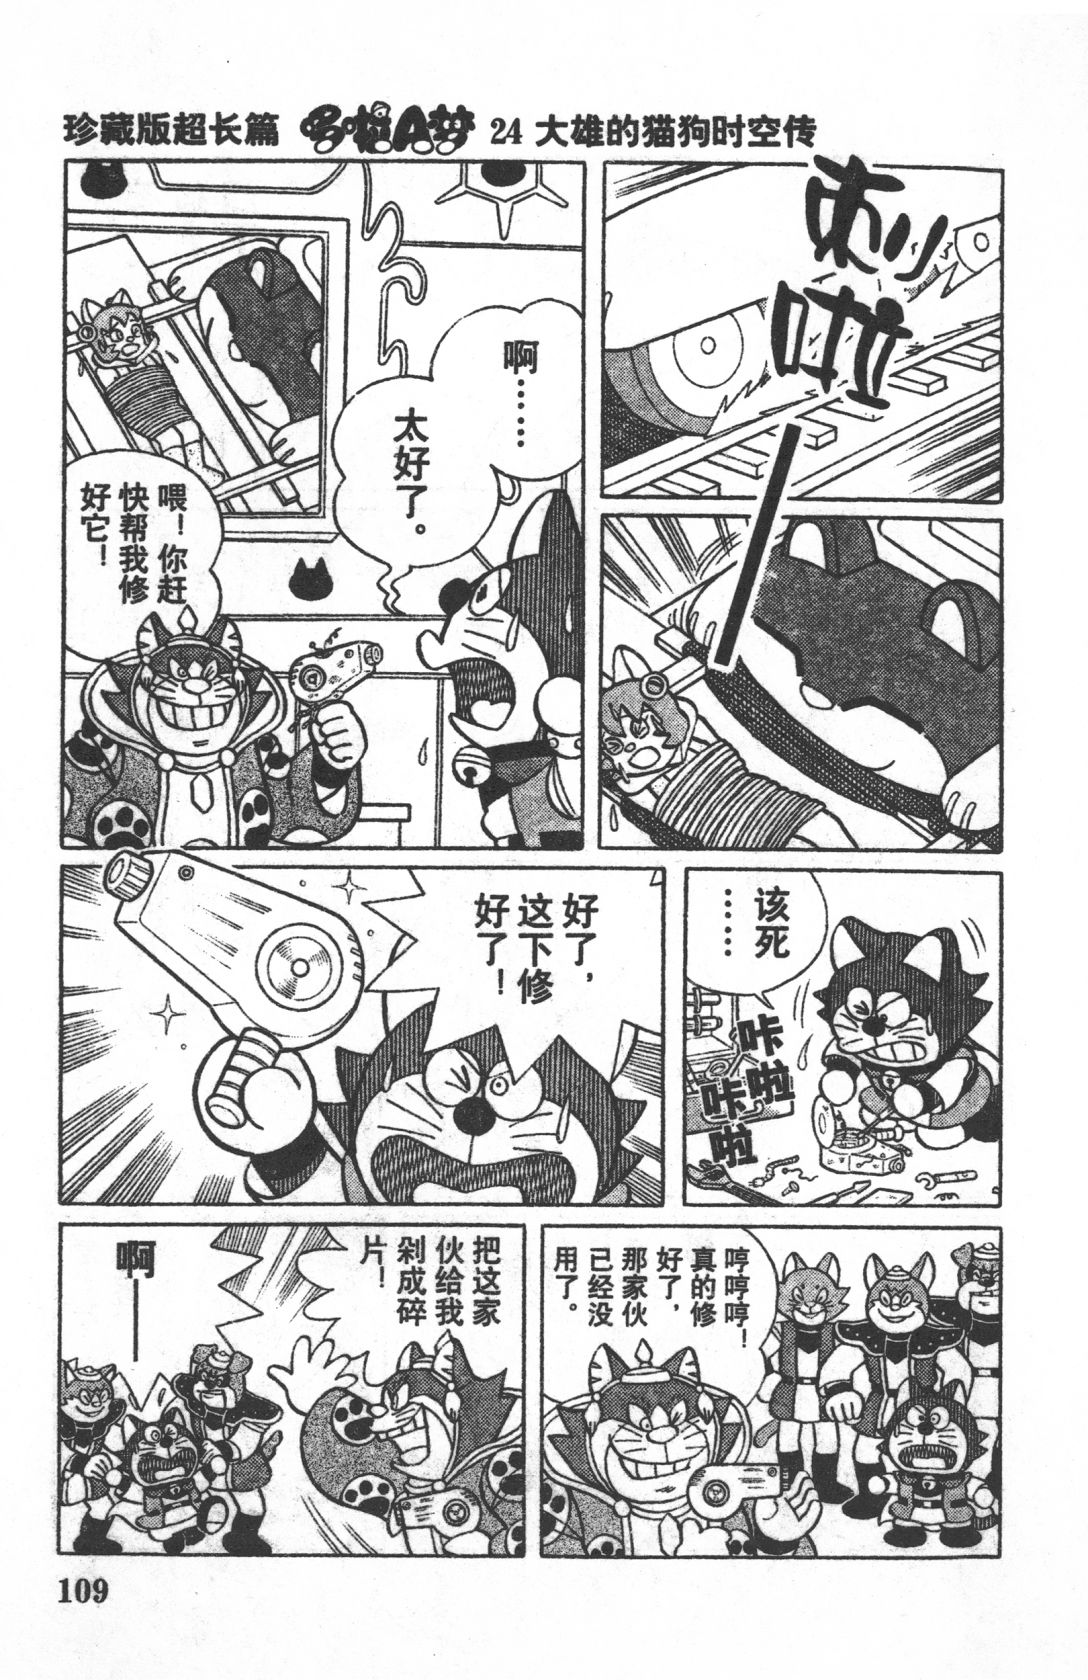 珍藏版超长篇 哆啦A梦 24 大雄的猫狗时空传
刺啦——
啊……
太好了。
喂！你赶
快帮我修
好它！
该死
……
咔啦
咔啦
好了，
这下修
好了！
哼哼哼！
真的修
好了，
那家伙
已经没
用了。
把这家
伙给我
剁成碎
片！
啊——
109